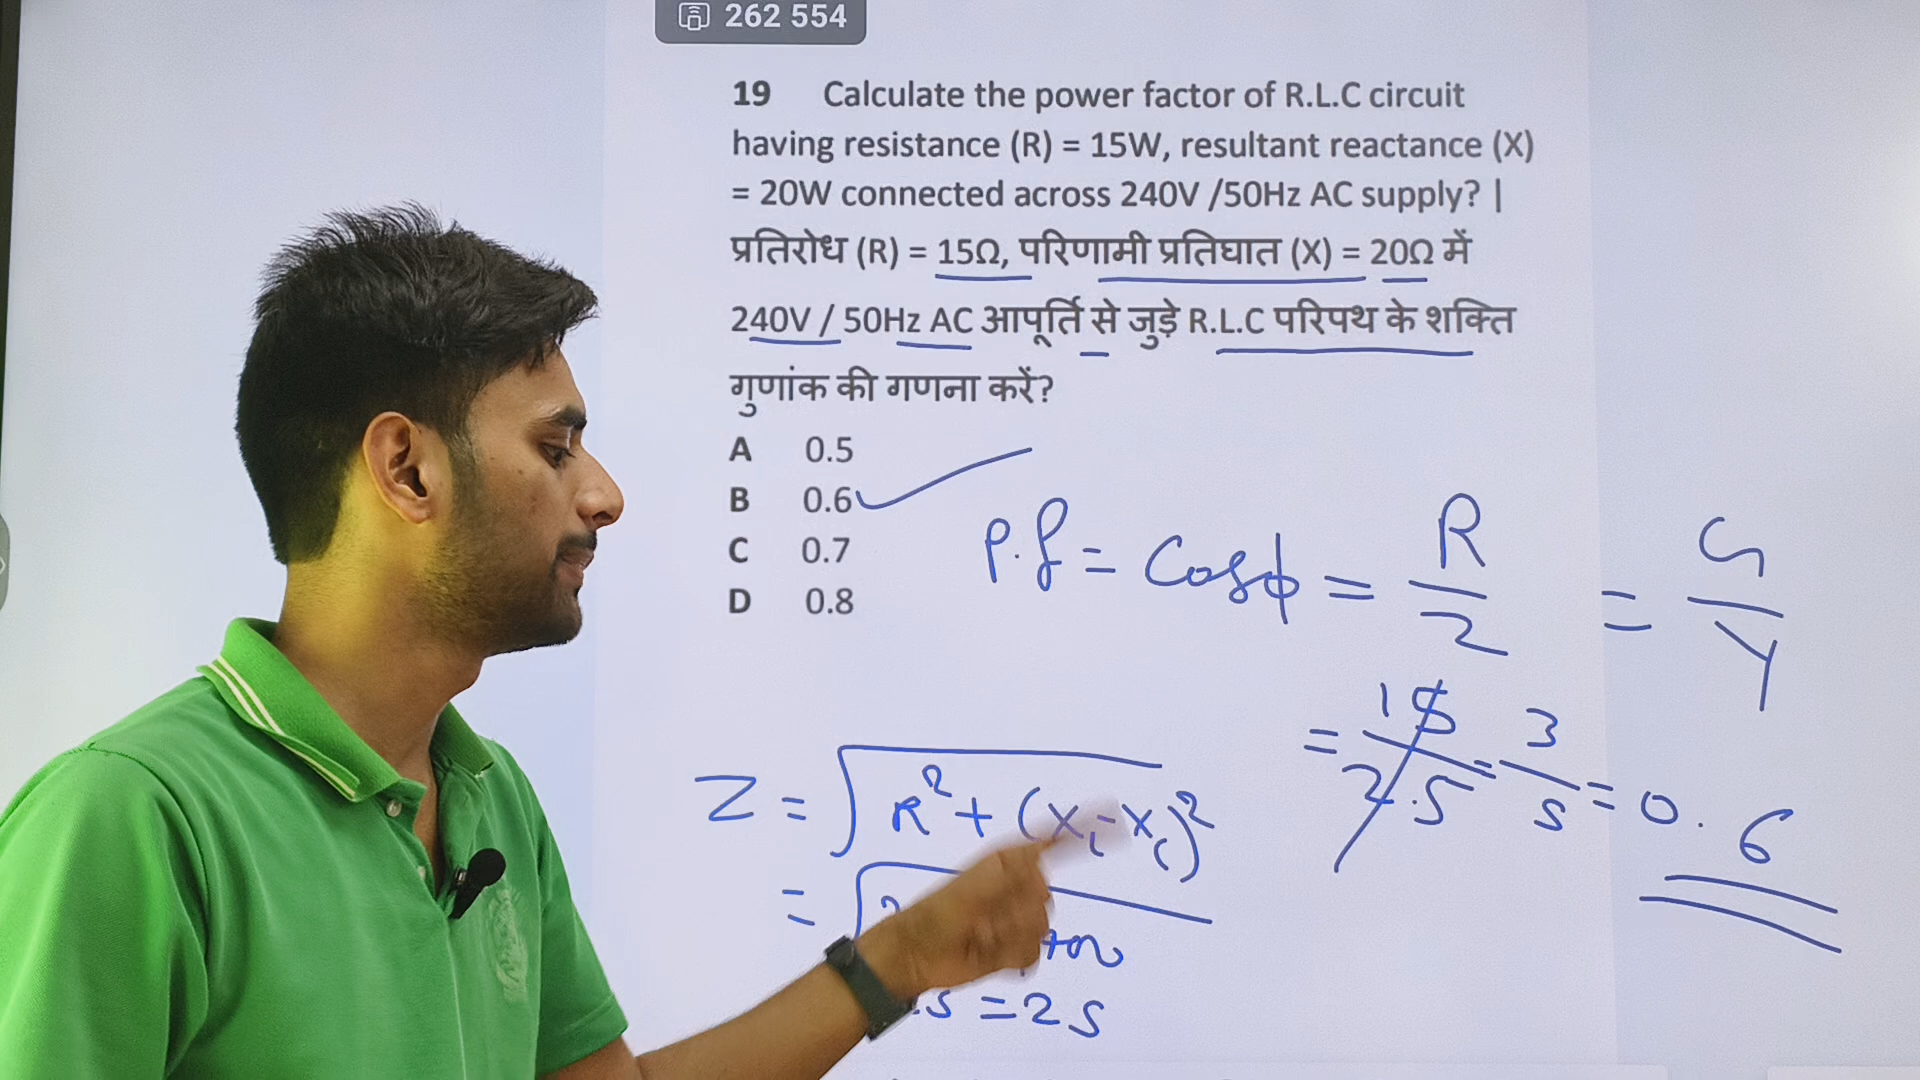 262 554
19 Calculate the power factor of R.L.C circuit
having resistance (R) = 15W, resultant reactance (X)
= 20W connected across 240V /50Hz AC supply? |
प्रतिरोध (R) = 15Ω, परिणामी प्रतिघात (X) = 20Ω में
240V / 50Hz AC आपूर्ति से जुड़े R.L.C परिपथ के शक्ति
गुणांक की गणना करें?
A 0.5
B 0.6
C 0.7
D 0.8
P.f = Cosϕ = R/Z = G/Y
= 15/25 = 3/5 = 0.6
Z = √R² + (X_L - X_C)²
=
= 25